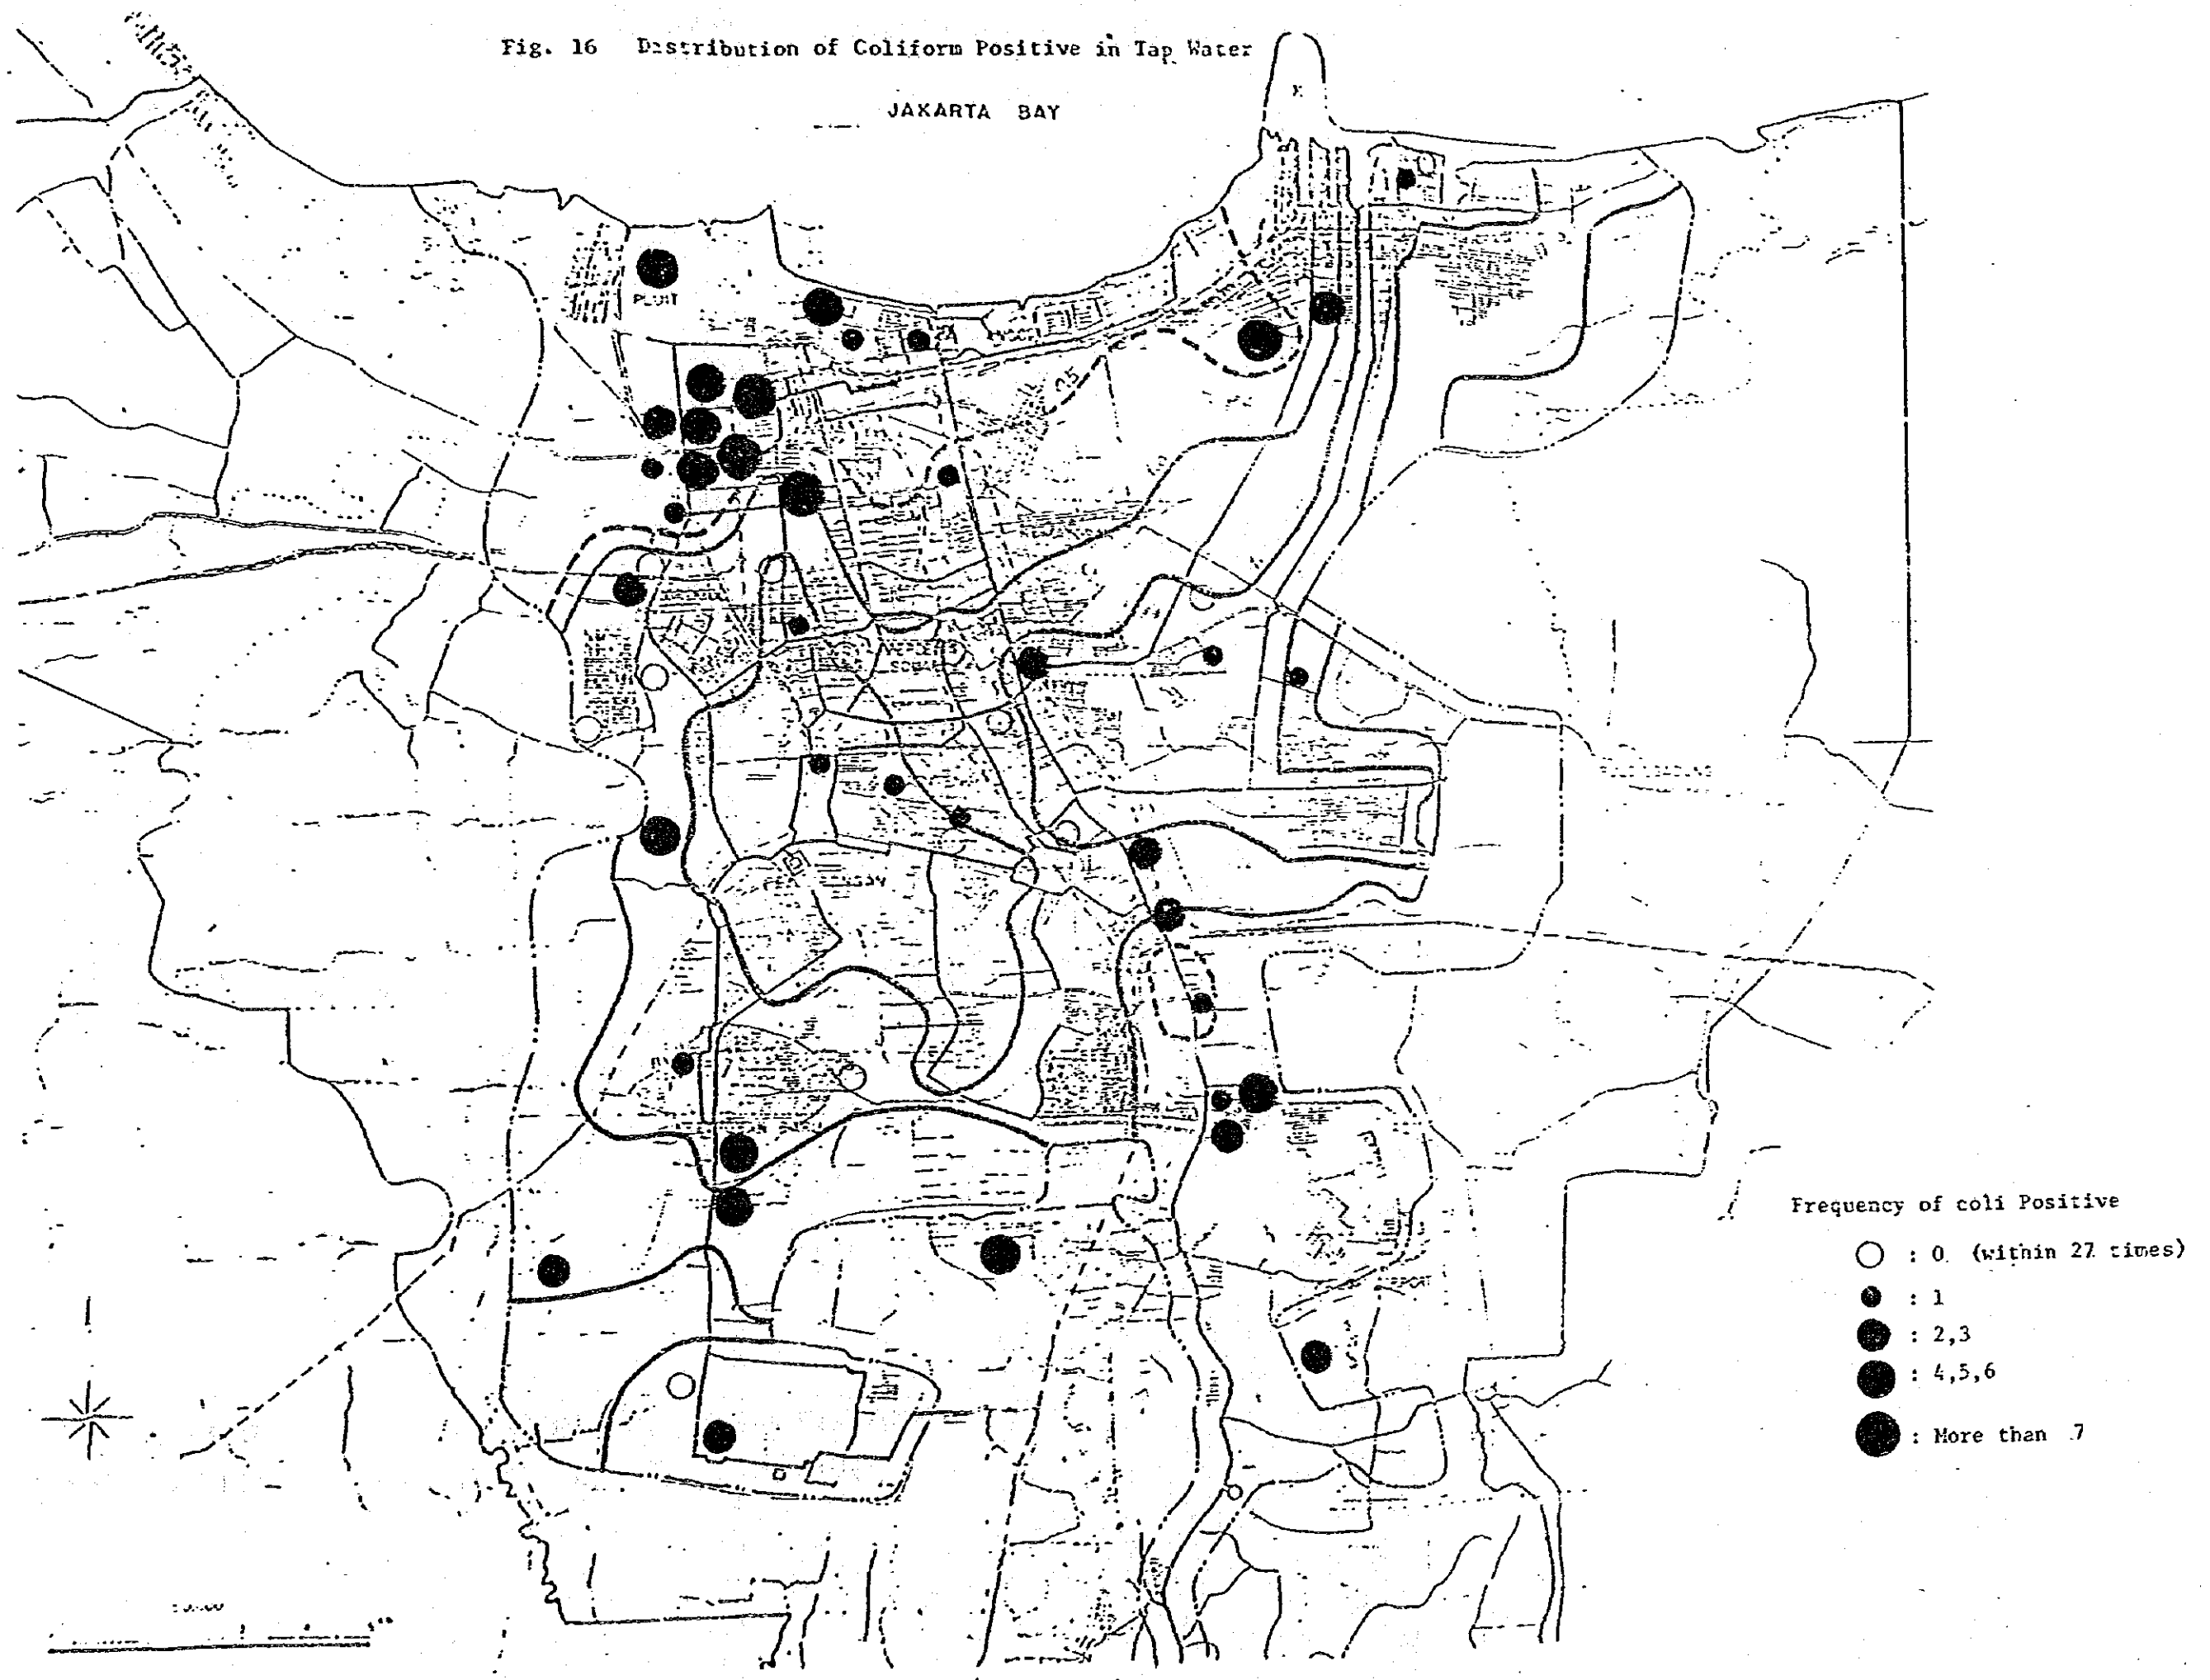 Fig. 16 Distribution of Coliform Positive in Tap Water
JAKARTA BAY
PLUIT
25
Frequency of coli Positive
: 0 (within 27 times)
: 1
: 2,3
: 4,5,6
: More than 7